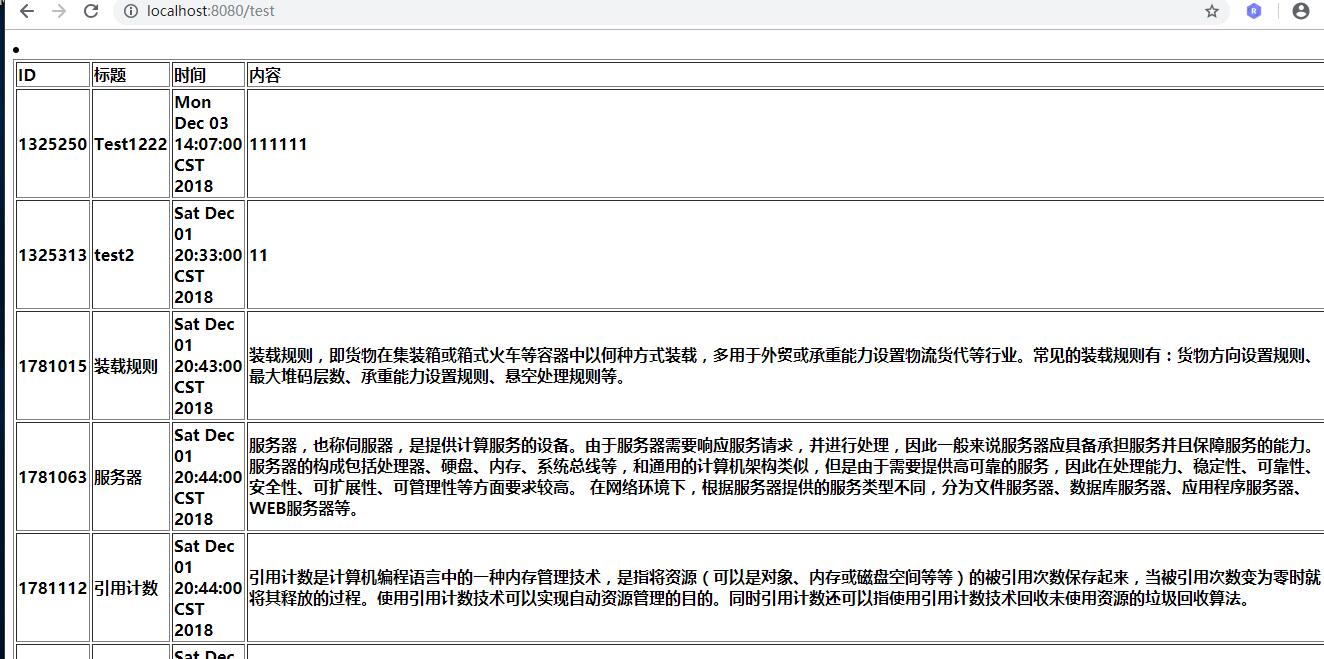 localhost:8080/test
ID 标题 时间 内容
1325250 Test1222
Mon
Dec 03
14:07:00
CST
2018
111111
1325313 test2
Sat Dec
01
20:33:00
CST
2018
11
1781015 装载规则
Sat Dec
01
20:43:00
CST
2018
装载规则，即货物在集装箱或箱式火车等容器中以何种方式装载，多用于外贸或承重能力设置物流货代等行业。常见的装载规则有：货物方向设置规则、
最大堆码层数、承重能力设置规则、悬空处理规则等。
1781063 服务器
Sat Dec
01
20:44:00
CST
2018
服务器，也称伺服器，是提供计算服务的设备。由于服务器需要响应服务请求，并进行处理，因此一般来说服务器应具备承担服务并且保障服务的能力。
服务器的构成包括处理器、硬盘、内存、系统总线等，和通用的计算机架构类似，但是由于需要提供高可靠的服务，因此在处理能力、稳定性、可靠性、
安全性、可扩展性、可管理性等方面要求较高。 在网络环境下，根据服务器提供的服务类型不同，分为文件服务器、数据库服务器、应用程序服务器、
WEB服务器等。
1781112 引用计数
Sat Dec
01
20:44:00
CST
2018
引用计数是计算机编程语言中的一种内存管理技术，是指将资源（可以是对象、内存或磁盘空间等等）的被引用次数保存起来，当被引用次数变为零时就
将其释放的过程。使用引用计数技术可以实现自动资源管理的目的。同时引用计数还可以指使用引用计数技术回收未使用资源的垃圾回收算法。
Sat Dec